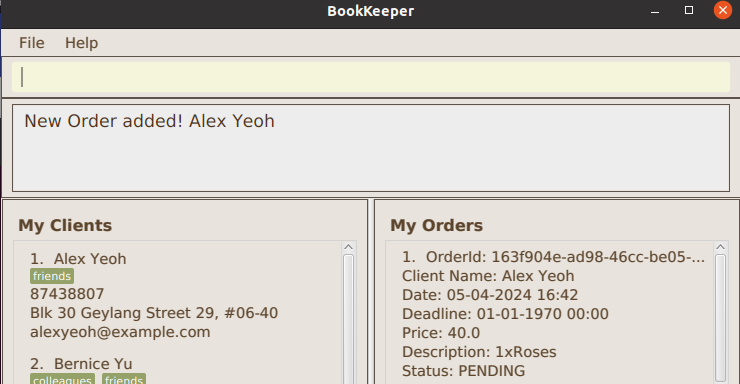 BookKeeper
File Help
New Order added! Alex Yeoh
My Clients
1. Alex Yeoh
friends
87438807
Blk 30 Geylang Street 29, #06-40
alexyeoh@example.com
2. Bernice Yu
colleagues friends
My Orders
1. OrderId: 163f904e-ad98-46cc-be05-...
Client Name: Alex Yeoh
Date: 05-04-2024 16:42
Deadline: 01-01-1970 00:00
Price: 40.0
Description: 1xRoses
Status: PENDING